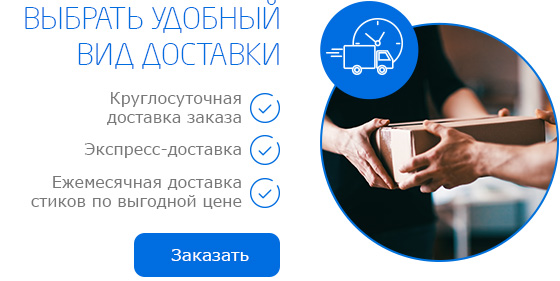 ВЫБРАТЬ УДОБНЫЙ
ВИД ДОСТАВКИ
Круглосуточная
доставка заказа
Экспресс-доставка
Ежемесячная доставка
стиков по выгодной цене
Заказать